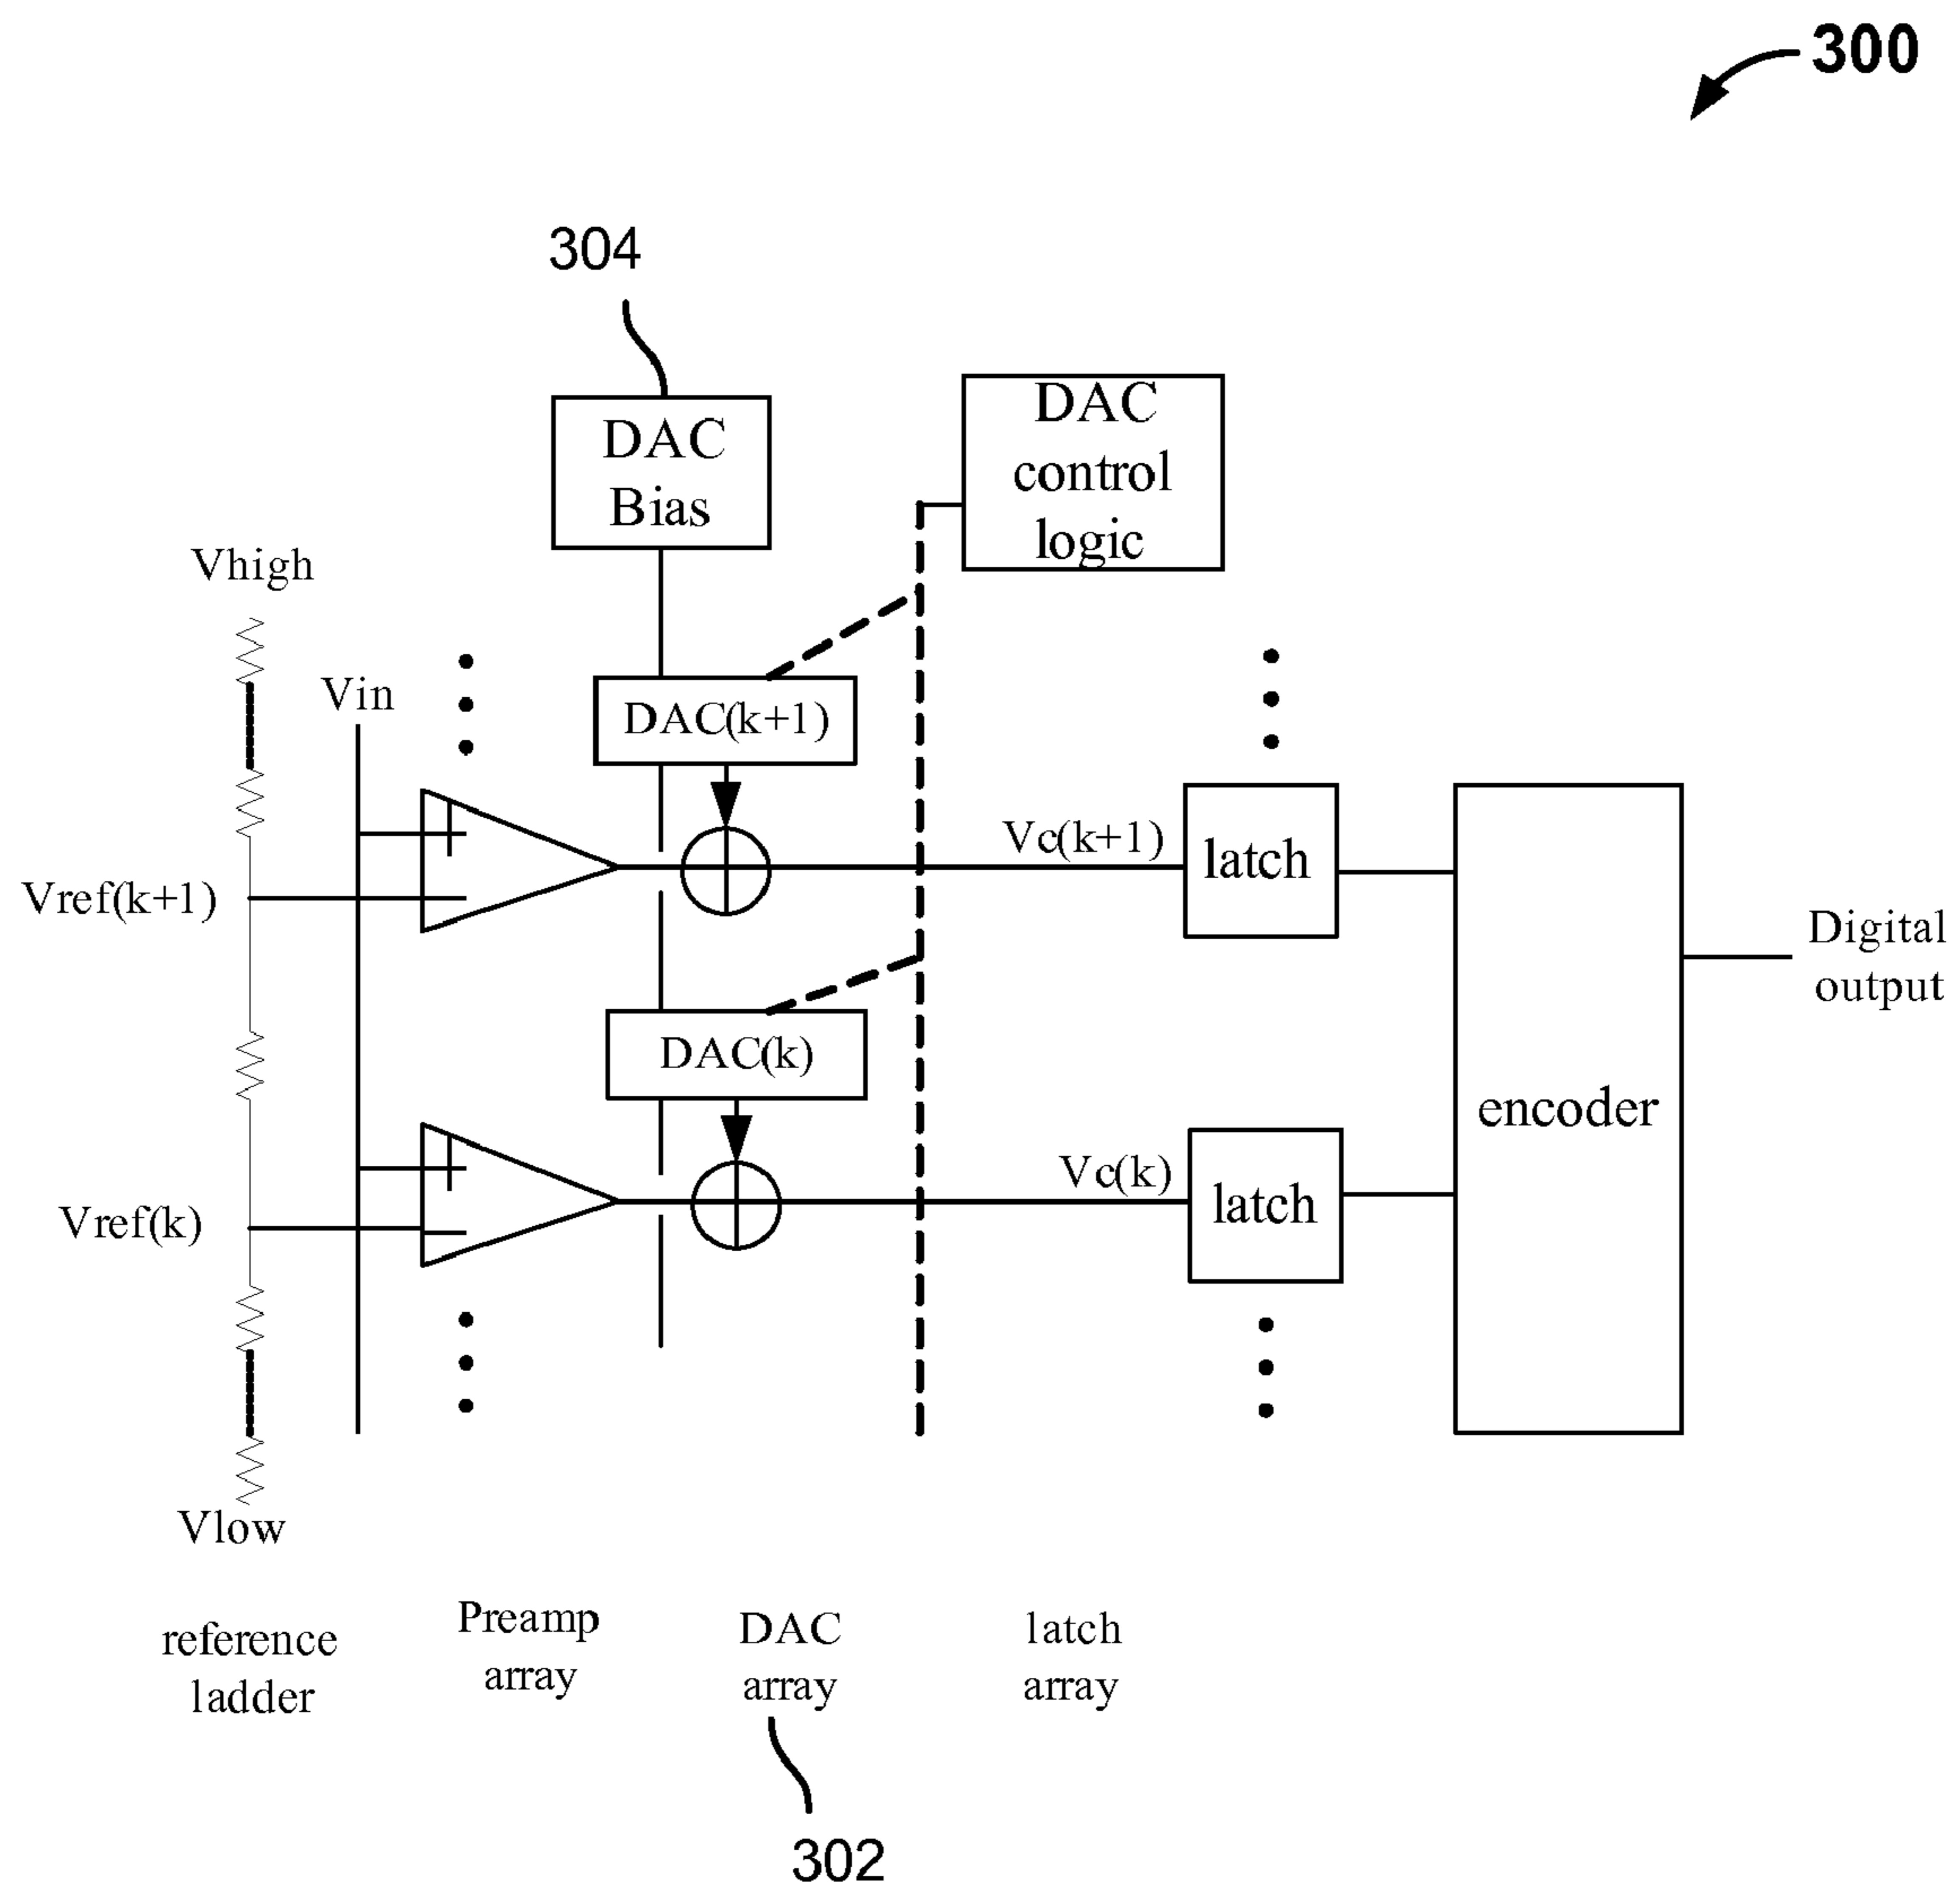 300
304
DAC
Bias
DAC
control
logic
Vhigh
Vin
DAC(k+1)
Vc(k+1)
latch
Vref(k+1)
Digital
output
DAC(k)
encoder
Vc(k)
latch
Vref(k)
Vlow
reference
ladder
Preamp
array
DAC
array
latch
array
302